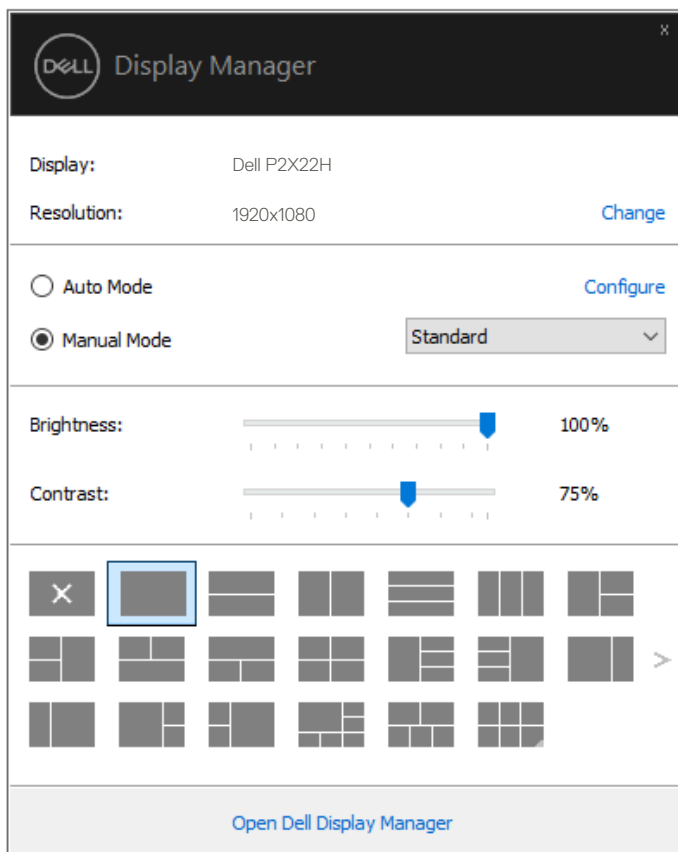 x
DELL Display Manager
Display: Dell P2X22H
Resolution: 1920x1080 Change
Auto Mode Configure
Manual Mode Standard
Brightness: 100%
Contrast: 75%
Open Dell Display Manager